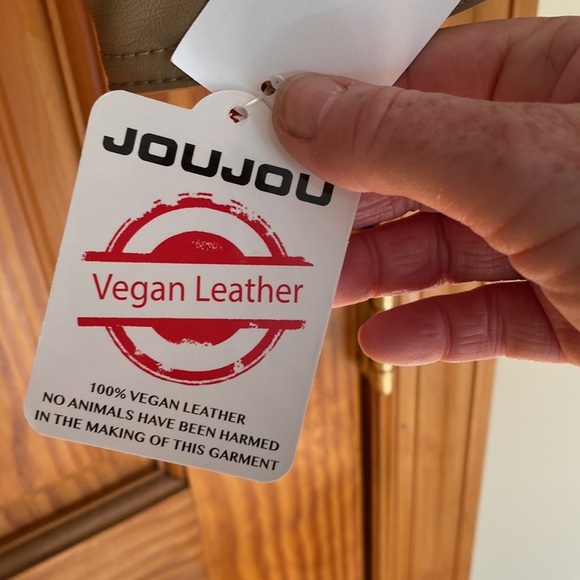 JOUJOU
Vegan Leather
100% VEGAN LEATHER
NO ANIMALS HAVE BEEN HARMED
IN THE MAKING OF THIS GARMENT